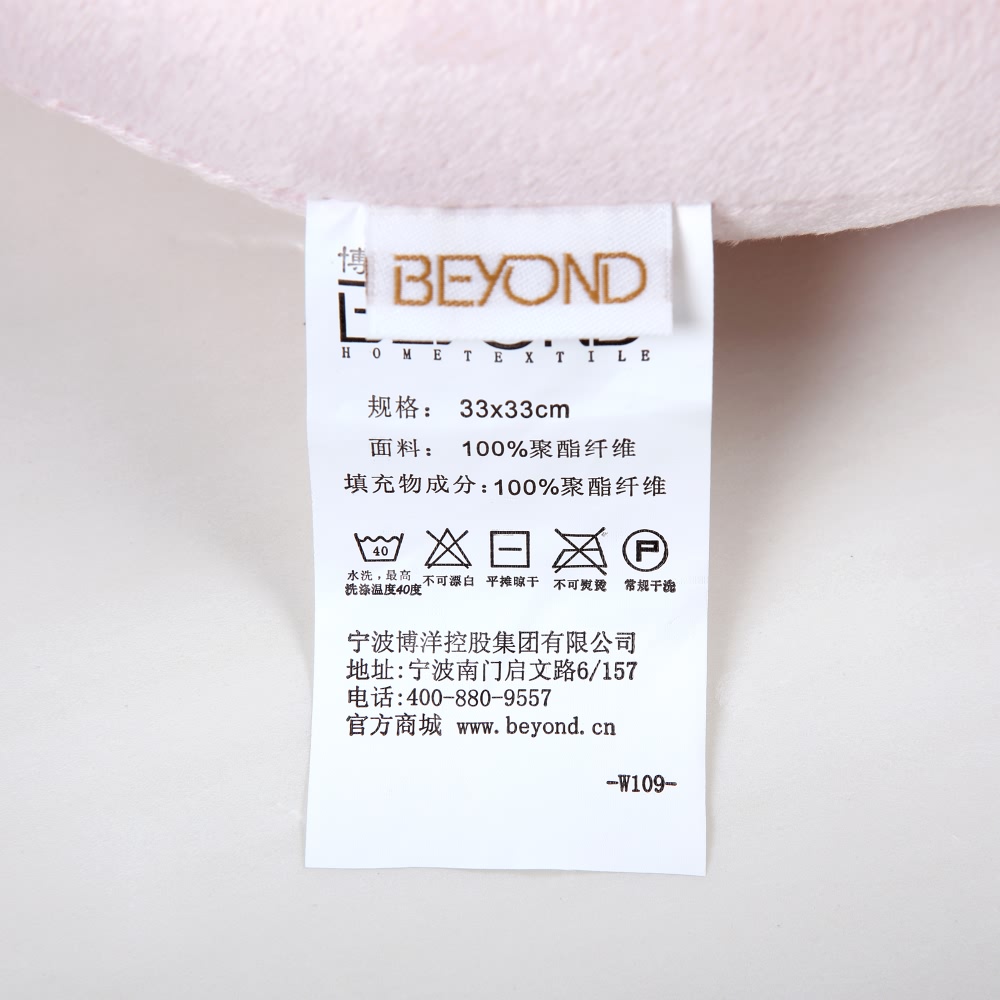 BEYOND
博
HOMETEXTILE
规格: 33x33cm
面料: 100%聚酯纤维
填充物成分:100%聚酯纤维
40 P
水洗,最高洗涤温度40度 不可漂白 平摊晾干 不可熨烫 常规干洗
宁波博洋控股集团有限公司
地址:宁波南门启文路6/157
电话:400-880-9557
官方商城 www.beyond.cn
-W109-